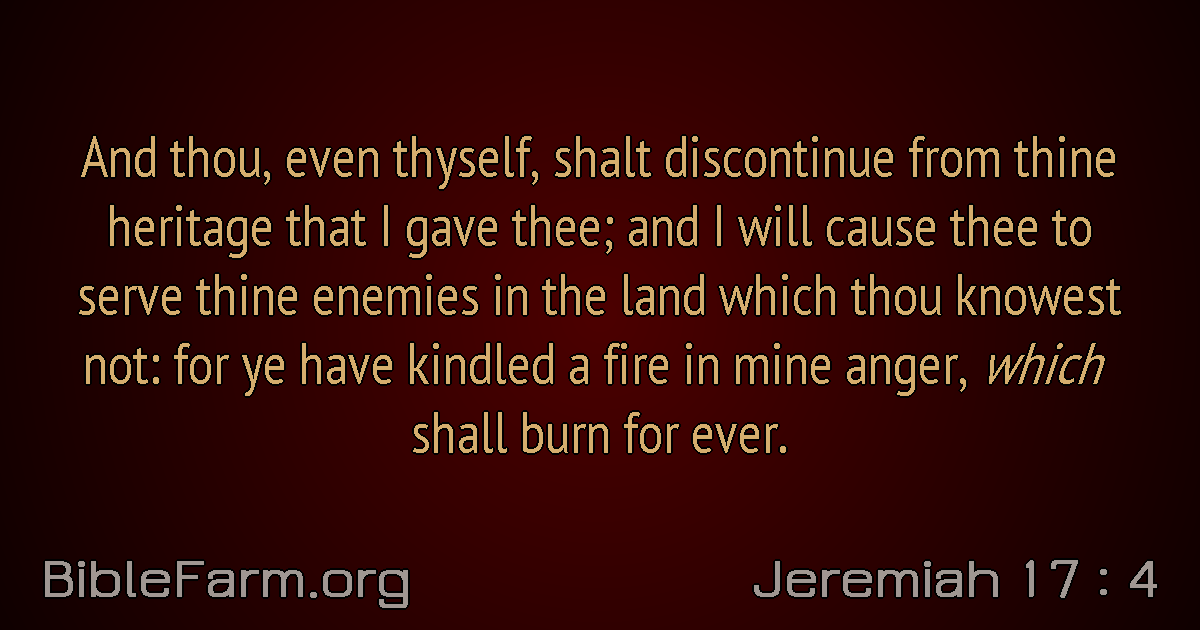 And thou, even thyself, shalt discontinue from thine
heritage that I gave thee; and I will cause thee to
serve thine enemies in the land which thou knowest
not: for ye have kindled a fire in mine anger, which
shall burn for ever.
BibleFarm.org
Jeremiah 17 : 4